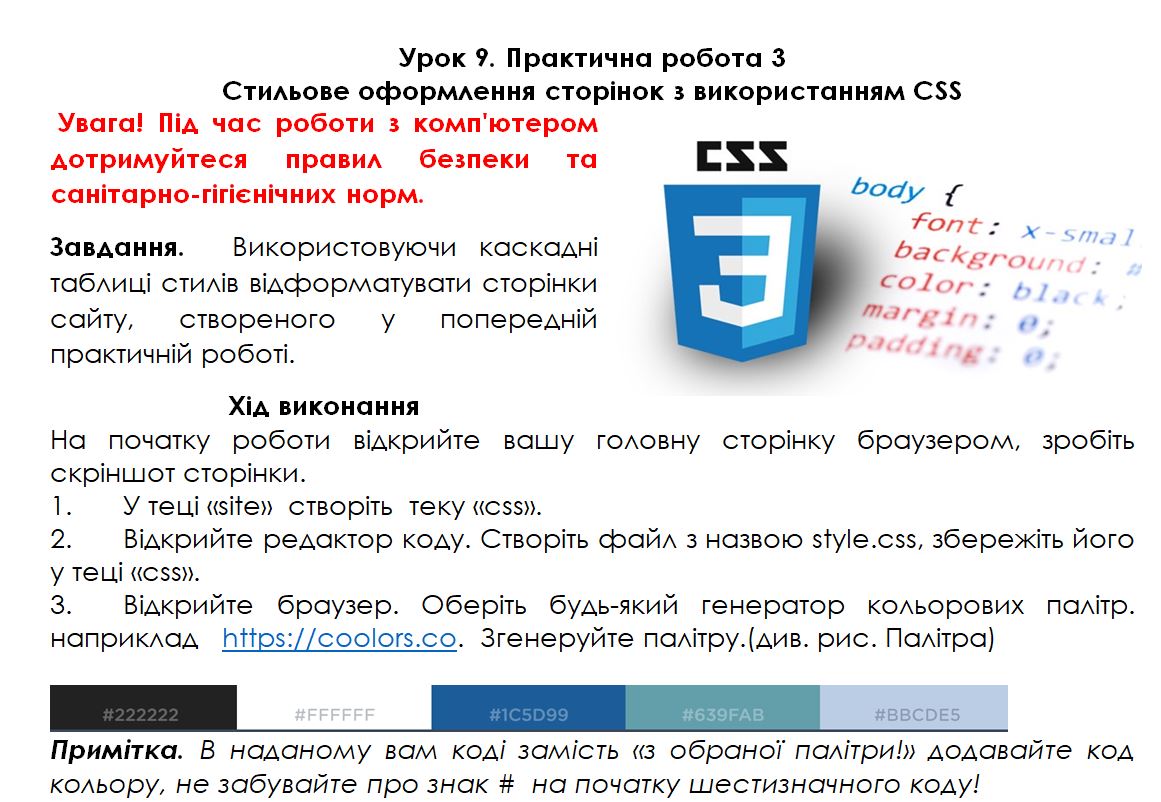 Урок 9. Практична робота 3
Стильове оформлення сторінок з використанням CSS
Увага! Під час роботи з комп'ютером
дотримуйтеся правил безпеки та
санітарно-гігієнічних норм.
CSS
3
body {
font: x-smal
background: #
color: black;
margin: 0;
padding: 0;
Завдання. Використовуючи каскадні
таблиці стилів відформатувати сторінки
сайту, створеного у попередній
практичній роботі.
Хід виконання
На початку роботи відкрийте вашу головну сторінку браузером, зробіть
скріншот сторінки.
1. У теці «site» створіть теку «css».
2. Відкрийте редактор коду. Створіть файл з назвою style.css, збережіть його
у теці «css».
3. Відкрийте браузер. Оберіть будь-який генератор кольорових палітр.
наприклад https://coolors.co. Згенеруйте палітру.(див. рис. Палітра)
#222222 #FFFFFF #1C5D99 #639FAB #BBCDE5
Примітка. В наданому вам коді замість «з обраної палітри!» додавайте код
кольору, не забувайте про знак # на початку шестизначного коду!